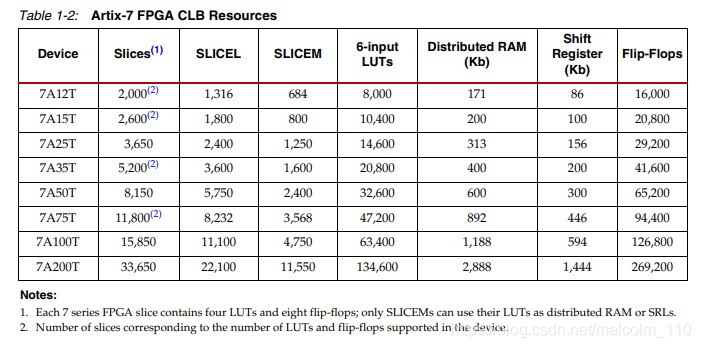 Table 1-2: Artix-7 FPGA CLB Resources
Device Slices(1) SLICEL SLICEM 6-input LUTs Distributed RAM (Kb) Shift Register (Kb) Flip-Flops
7A12T 2,000(2) 1,316 684 8,000 171 86 16,000
7A15T 2,600(2) 1,800 800 10,400 200 100 20,800
7A25T 3,650 2,400 1,250 14,600 313 156 29,200
7A35T 5,200(2) 3,600 1,600 20,800 400 200 41,600
7A50T 8,150 5,750 2,400 32,600 600 300 65,200
7A75T 11,800(2) 8,232 3,568 47,200 892 446 94,400
7A100T 15,850 11,100 4,750 63,400 1,188 594 126,800
7A200T 33,650 22,100 11,550 134,600 2,888 1,444 269,200
Notes:
1. Each 7 series FPGA slice contains four LUTs and eight flip-flops; only SLICEMs can use their LUTs as distributed RAM or SRLs.
2. Number of slices corresponding to the number of LUTs and flip-flops supported in the device.
https://blog.csdn.net/malcolm_110